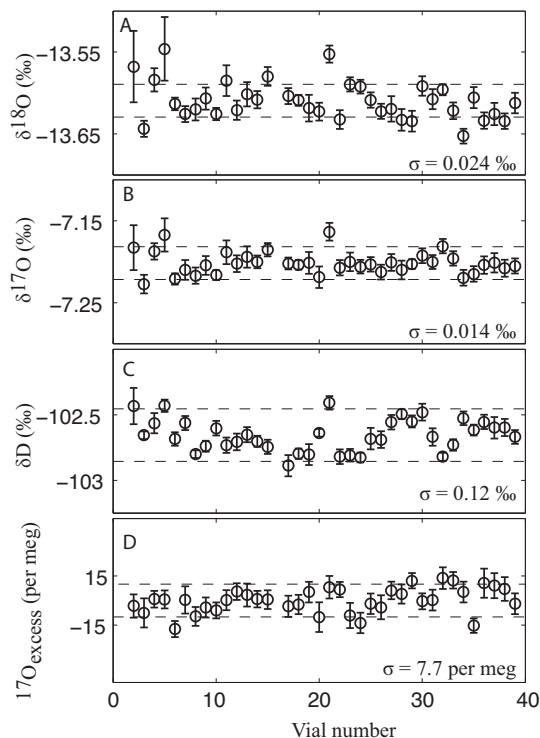 A
−13.55
−13.65
δ18O (‰)
σ = 0.024 ‰
B
−7.15
−7.25
δ17O (‰)
σ = 0.014 ‰
C
−102.5
−103
δD (‰)
σ = 0.12 ‰
D
15
−15
17Oexcess (per meg)
σ = 7.7 per meg
0 10 20 30 40
Vial number